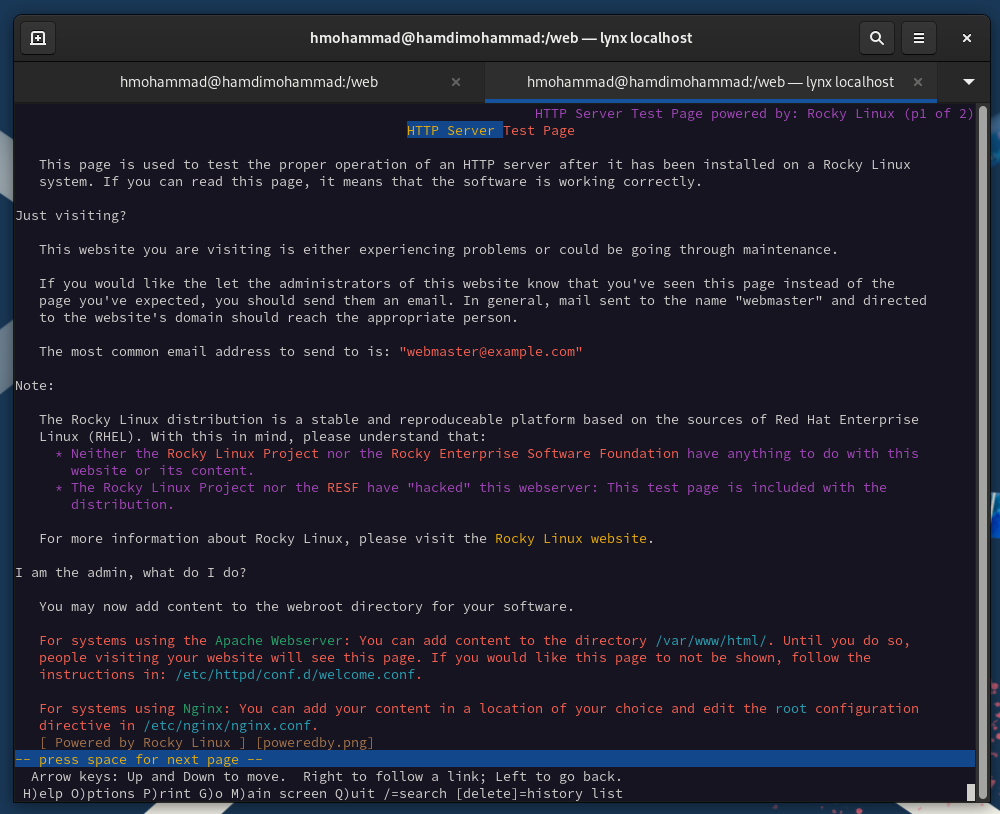 hmohammad@hamdimohammad:/web — lynx localhost
hmohammad@hamdimohammad:/web
hmohammad@hamdimohammad:/web — lynx localhost
HTTP Server Test Page powered by: Rocky Linux (p1 of 2)
HTTP Server Test Page
This page is used to test the proper operation of an HTTP server after it has been installed on a Rocky Linux
system. If you can read this page, it means that the software is working correctly.
Just visiting?
This website you are visiting is either experiencing problems or could be going through maintenance.
If you would like the let the administrators of this website know that you've seen this page instead of the
page you've expected, you should send them an email. In general, mail sent to the name "webmaster" and directed
to the website's domain should reach the appropriate person.
The most common email address to send to is: "webmaster@example.com"
Note:
The Rocky Linux distribution is a stable and reproduceable platform based on the sources of Red Hat Enterprise
Linux (RHEL). With this in mind, please understand that:
* Neither the Rocky Linux Project nor the Rocky Enterprise Software Foundation have anything to do with this
website or its content.
* The Rocky Linux Project nor the RESF have "hacked" this webserver: This test page is included with the
distribution.
For more information about Rocky Linux, please visit the Rocky Linux website.
I am the admin, what do I do?
You may now add content to the webroot directory for your software.
For systems using the Apache Webserver: You can add content to the directory /var/www/html/. Until you do so,
people visiting your website will see this page. If you would like this page to not be shown, follow the
instructions in: /etc/httpd/conf.d/welcome.conf.
For systems using Nginx: You can add your content in a location of your choice and edit the root configuration
directive in /etc/nginx/nginx.conf.
[ Powered by Rocky Linux ] [poweredby.png]
-- press space for next page --
Arrow keys: Up and Down to move. Right to follow a link; Left to go back.
H)elp O)ptions P)rint G)o M)ain screen Q)uit /=search [delete]=history list